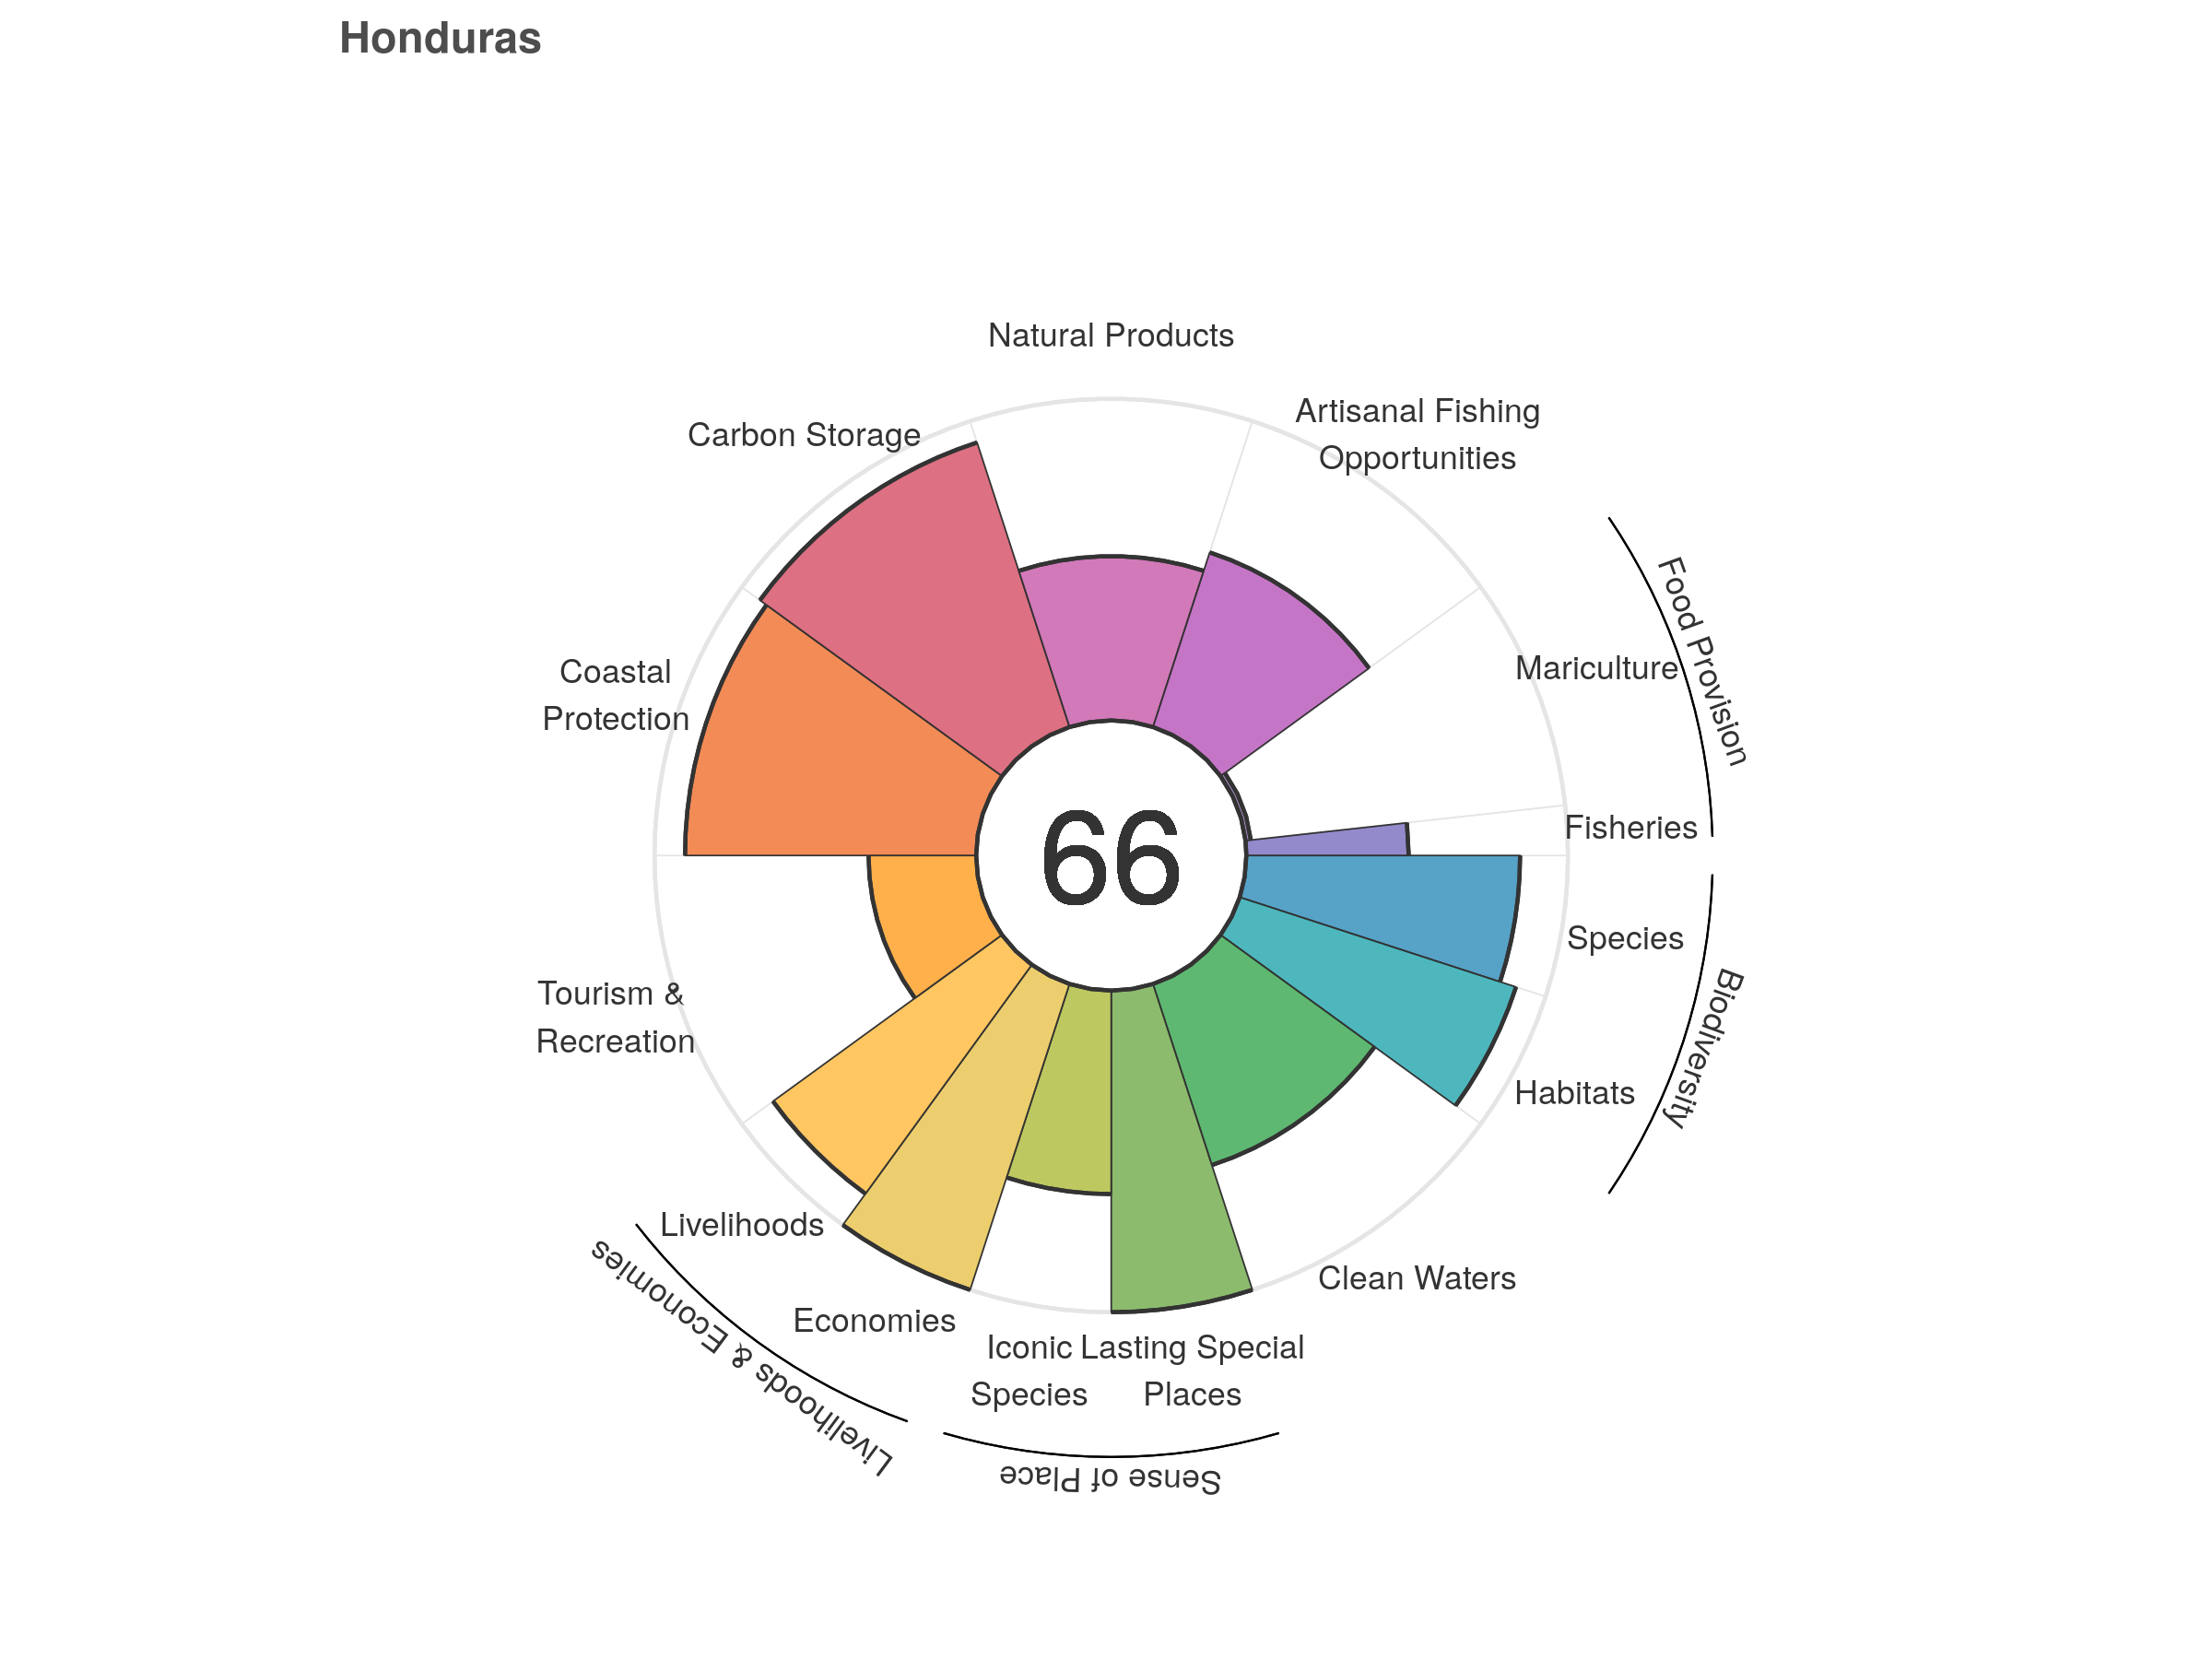 Honduras
Natural Products
Artisanal Fishing
Opportunities
Carbon Storage
Food Provision
Mariculture
Coastal
Protection
Fisheries
66
Species
Biodiversity
Tourism &
Recreation
Habitats
Livelihoods
Clean Waters
Economies
Livelihoods & Economies
Iconic
Species
Lasting Special
Places
Sense of Place